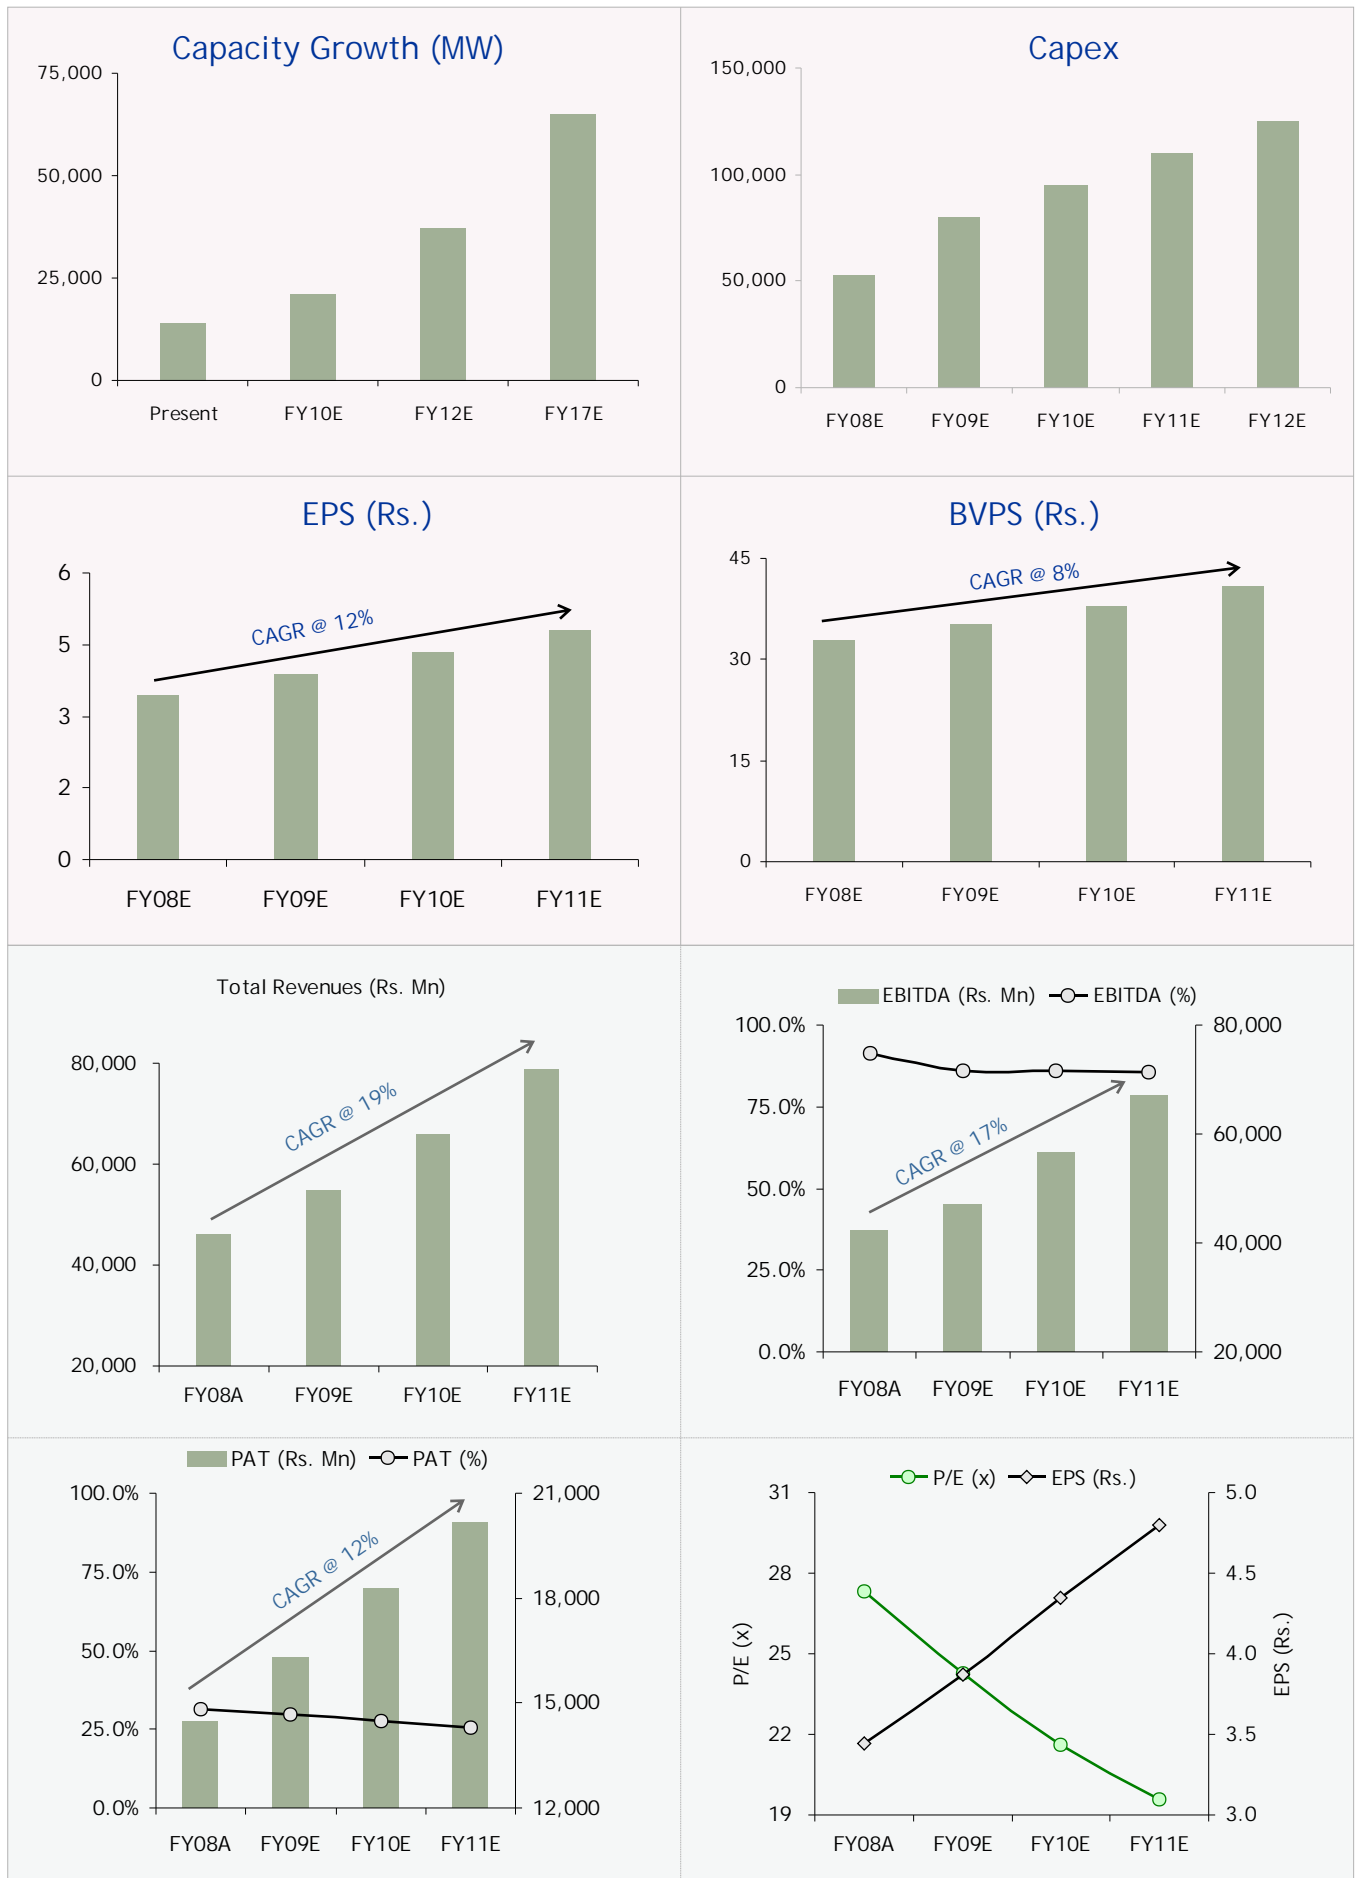 Capacity Growth (MW)
75,000
50,000
25,000
0
Present FY10E FY12E FY17E
Capex
150,000
100,000
50,000
0
FY08E FY09E FY10E FY11E FY12E
EPS (Rs.)
6
5
3
2
0
CAGR @ 12%
FY08E FY09E FY10E FY11E
BVPS (Rs.)
45
30
15
0
CAGR @ 8%
FY08E FY09E FY10E FY11E
Total Revenues (Rs. Mn)
80,000
60,000
40,000
20,000
CAGR @ 19%
FY08A FY09E FY10E FY11E
EBITDA (Rs. Mn) EBITDA (%)
100.0% 80,000
75.0%
60,000
CAGR @ 17%
50.0%
40,000
25.0%
0.0% 20,000
FY08A FY09E FY10E FY11E
PAT (Rs. Mn) PAT (%)
100.0% 21,000
75.0%
18,000
CAGR @ 12%
50.0%
15,000
25.0%
0.0% 12,000
FY08A FY09E FY10E FY11E
P/E (x) EPS (Rs.)
31 5.0
28 4.5
25 4.0
22 3.5
19 3.0
P/E (x)
EPS (Rs.)
FY08A FY09E FY10E FY11E